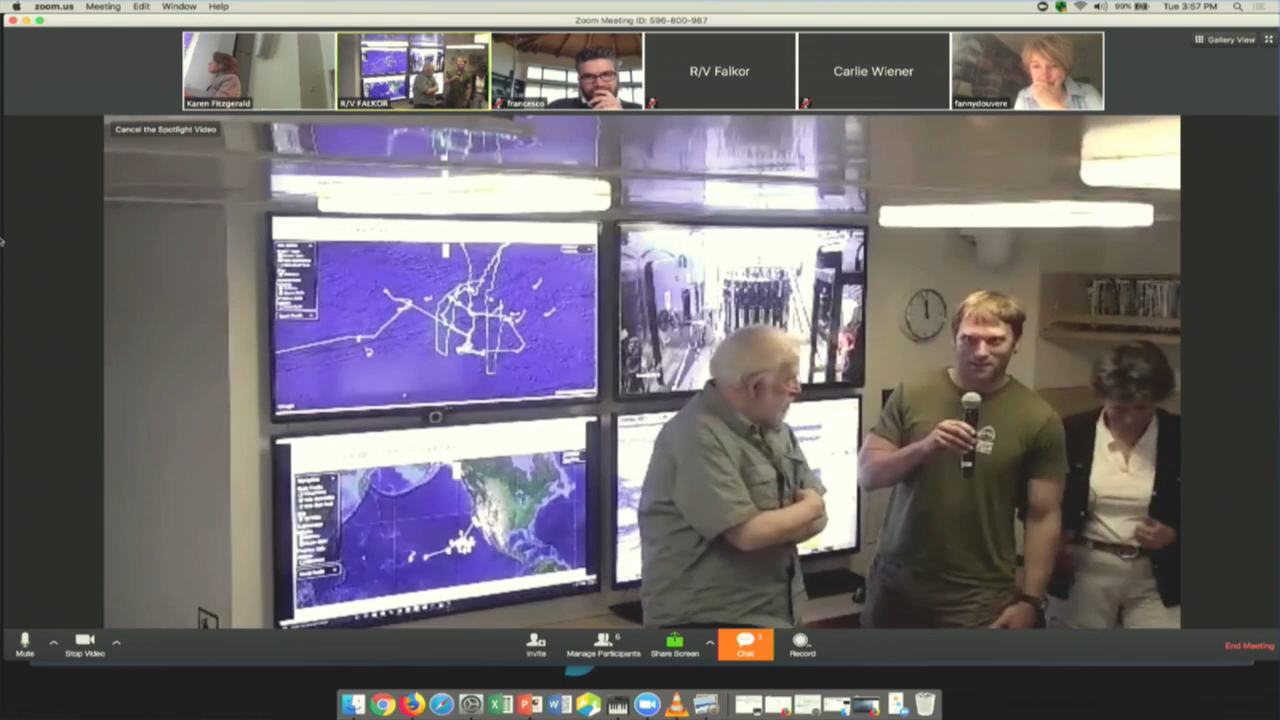 zoom.us Meeting Edit Window Help
99% Tue 3:57 PM
Zoom Meeting ID: 596-800-987
Gallery View
R/V Falkor
Carlie Wiener
Karen Fitzgerald
R/V FALKOR
francesco
fannydouvere
Cancel the Spotlight Video
6
3
Mute
Stop Video
Invite
Manage Participants
Share Screen
Chat
Record
End Meeting